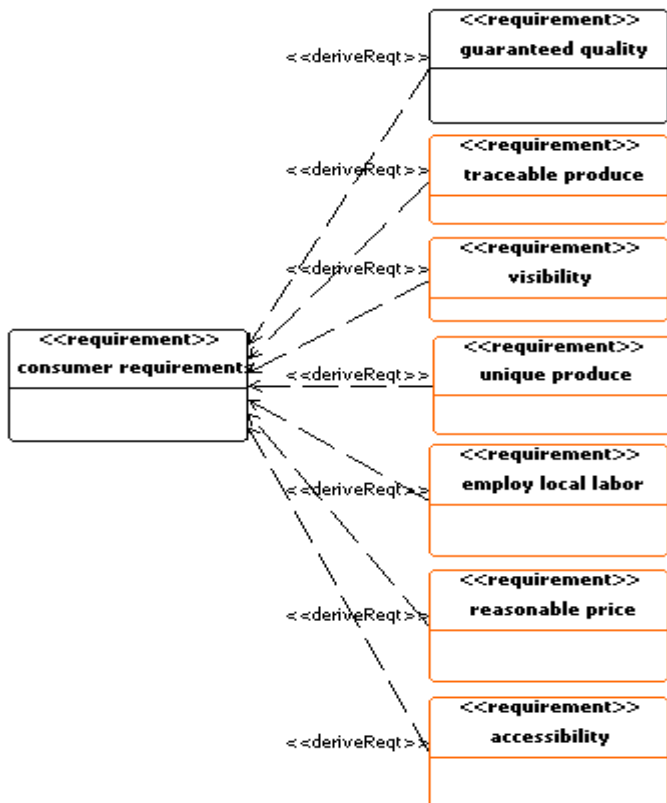 <<requirement>>
guaranteed quality
<<deriveReqt>>
<<requirement>>
traceable produce
<<deriveReqt>>
<<requirement>>
visibility
<<deriveReqt>>
<<requirement>>
consumer requirements
<<requirement>>
unique produce
<<deriveReqt>>
<<requirement>>
employ local labor
<<deriveReqt>>
<<requirement>>
reasonable price
<<deriveReqt>>
<<requirement>>
accessibility
<<deriveReqt>>